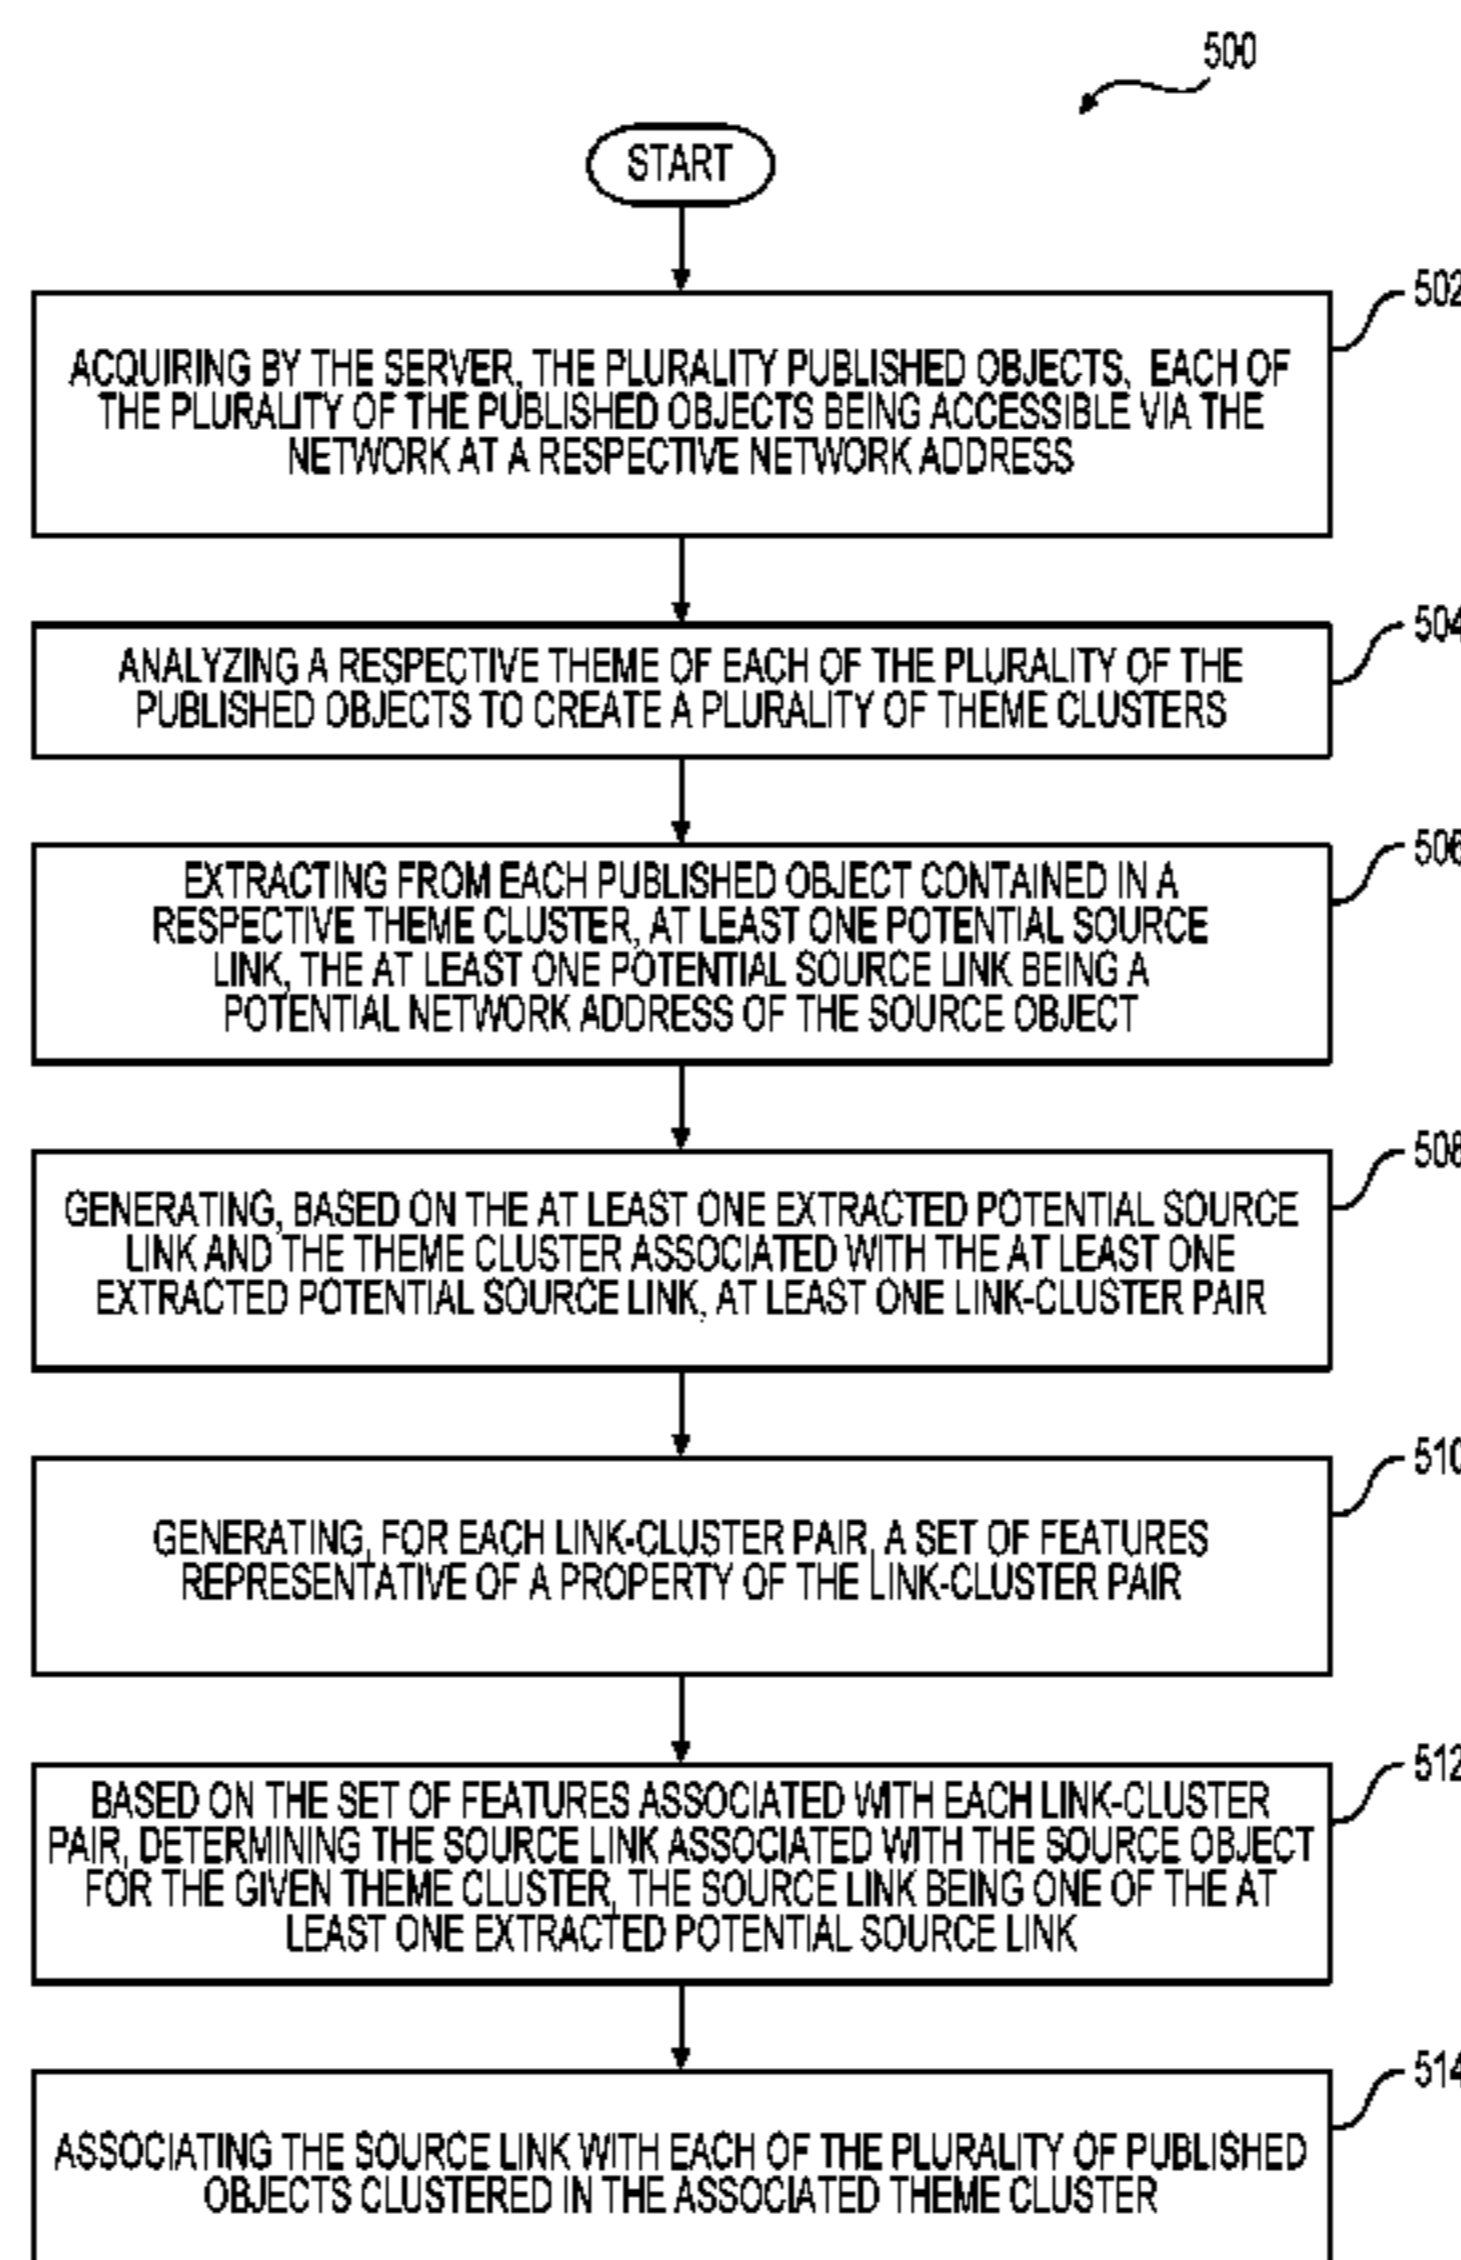 500
START
502
ACQUIRING BY THE SERVER, THE PLURALITY PUBLISHED OBJECTS, EACH OF
THE PLURALITY OF THE PUBLISHED OBJECTS BEING ACCESSIBLE VIA THE
NETWORK AT A RESPECTIVE NETWORK ADDRESS
504
ANALYZING A RESPECTIVE THEME OF EACH OF THE PLURALITY OF THE
PUBLISHED OBJECTS TO CREATE A PLURALITY OF THEME CLUSTERS
506
EXTRACTING FROM EACH PUBLISHED OBJECT CONTAINED IN A
RESPECTIVE THEME CLUSTER, AT LEAST ONE POTENTIAL SOURCE
LINK, THE AT LEAST ONE POTENTIAL SOURCE LINK BEING A
POTENTIAL NETWORK ADDRESS OF THE SOURCE OBJECT
508
GENERATING, BASED ON THE AT LEAST ONE EXTRACTED POTENTIAL SOURCE
LINK AND THE THEME CLUSTER ASSOCIATED WITH THE AT LEAST ONE
EXTRACTED POTENTIAL SOURCE LINK, AT LEAST ONE LINK-CLUSTER PAIR
510
GENERATING, FOR EACH LINK-CLUSTER PAIR, A SET OF FEATURES
REPRESENTATIVE OF A PROPERTY OF THE LINK-CLUSTER PAIR
512
BASED ON THE SET OF FEATURES ASSOCIATED WITH EACH LINK-CLUSTER
PAIR, DETERMINING THE SOURCE LINK ASSOCIATED WITH THE SOURCE OBJECT
FOR THE GIVEN THEME CLUSTER, THE SOURCE LINK BEING ONE OF THE AT
LEAST ONE EXTRACTED POTENTIAL SOURCE LINK
514
ASSOCIATING THE SOURCE LINK WITH EACH OF THE PLURALITY OF PUBLISHED
OBJECTS CLUSTERED IN THE ASSOCIATED THEME CLUSTER